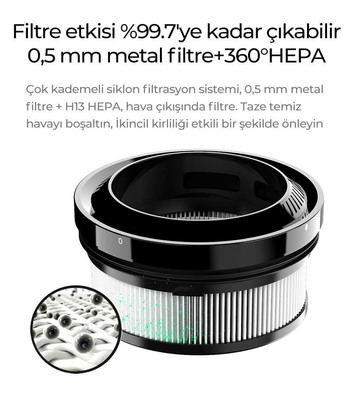 Filtre etkisi %99.7'ye kadar çıkabilir
0,5 mm metal filtre+360°HEPA
Çok kademeli siklon filtrasyon sistemi, 0,5 mm metal
filtre + H13 HEPA, hava çıkışında filtre. Taze temiz
havayı boşaltın, İkincil kirliliği etkili bir şekilde önleyin
0